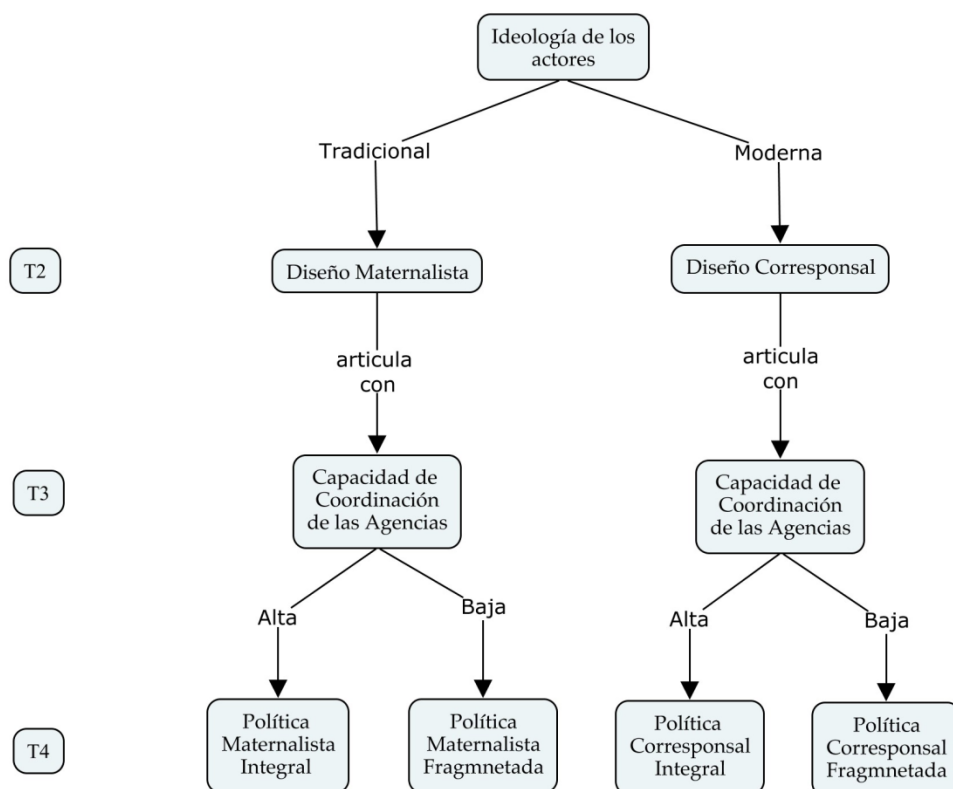 Ideología de los
actores
Tradicional
Moderna
T2
Diseño Maternalista
Diseño Corresponsal
articula
con
articula
con
T3
Capacidad de
Coordinación
de las Agencias
Capacidad de
Coordinación
de las Agencias
Alta
Baja
Alta
Baja
T4
Política
Maternalista
Integral
Política
Maternalista
Fragmnetada
Política
Corresponsal
Integral
Política
Corresponsal
Fragmnetada